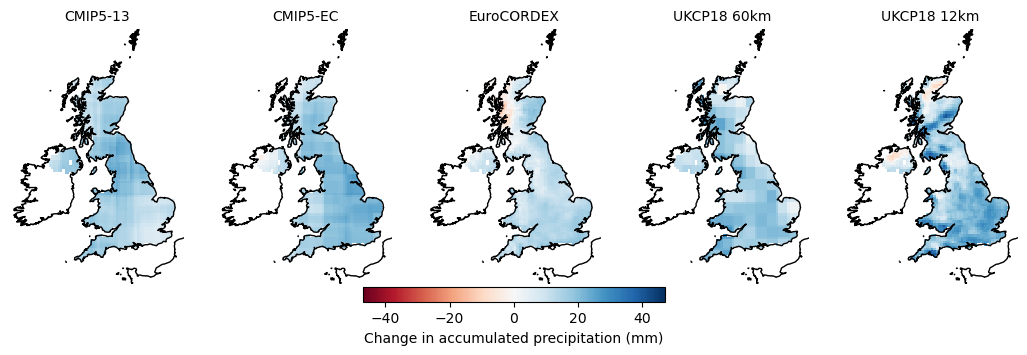 CMIP5-13 CMIP5-EC EuroCORDEX UKCP18 60km UKCP18 12km
−40 −20 0 20 40
Change in accumulated precipitation (mm)